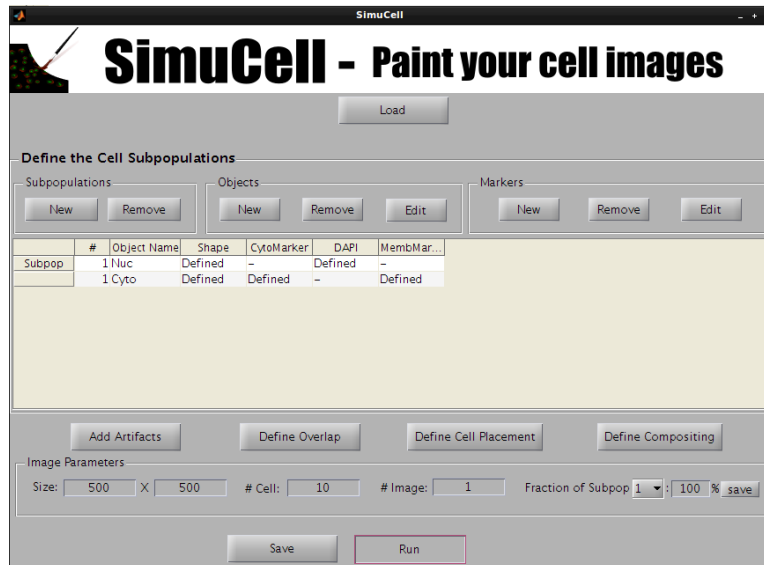 SimuCell
SimuCell - Paint your cell images
Load
Define the Cell Subpopulations
Subpopulations Objects Markers
New Remove New Remove Edit New Remove Edit
# Object Name Shape CytoMarker DAPI MembMar...
Subpop 1 Nuc Defined – Defined –
1 Cyto Defined Defined – Defined
Add Artifacts Define Overlap Define Cell Placement Define Compositing
Image Parameters
Size: 500 X 500 # Cell: 10 # Image: 1 Fraction of Subpop 1 : 100 % save
Save Run